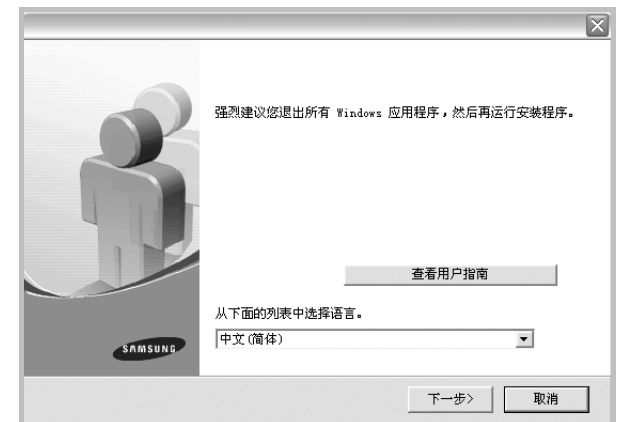 强烈建议您退出所有 Windows 应用程序，然后再运行安装程序。
查看用户指南
从下面的列表中选择语言。
中文(简体)
SAMSUNG
下一步>
取消